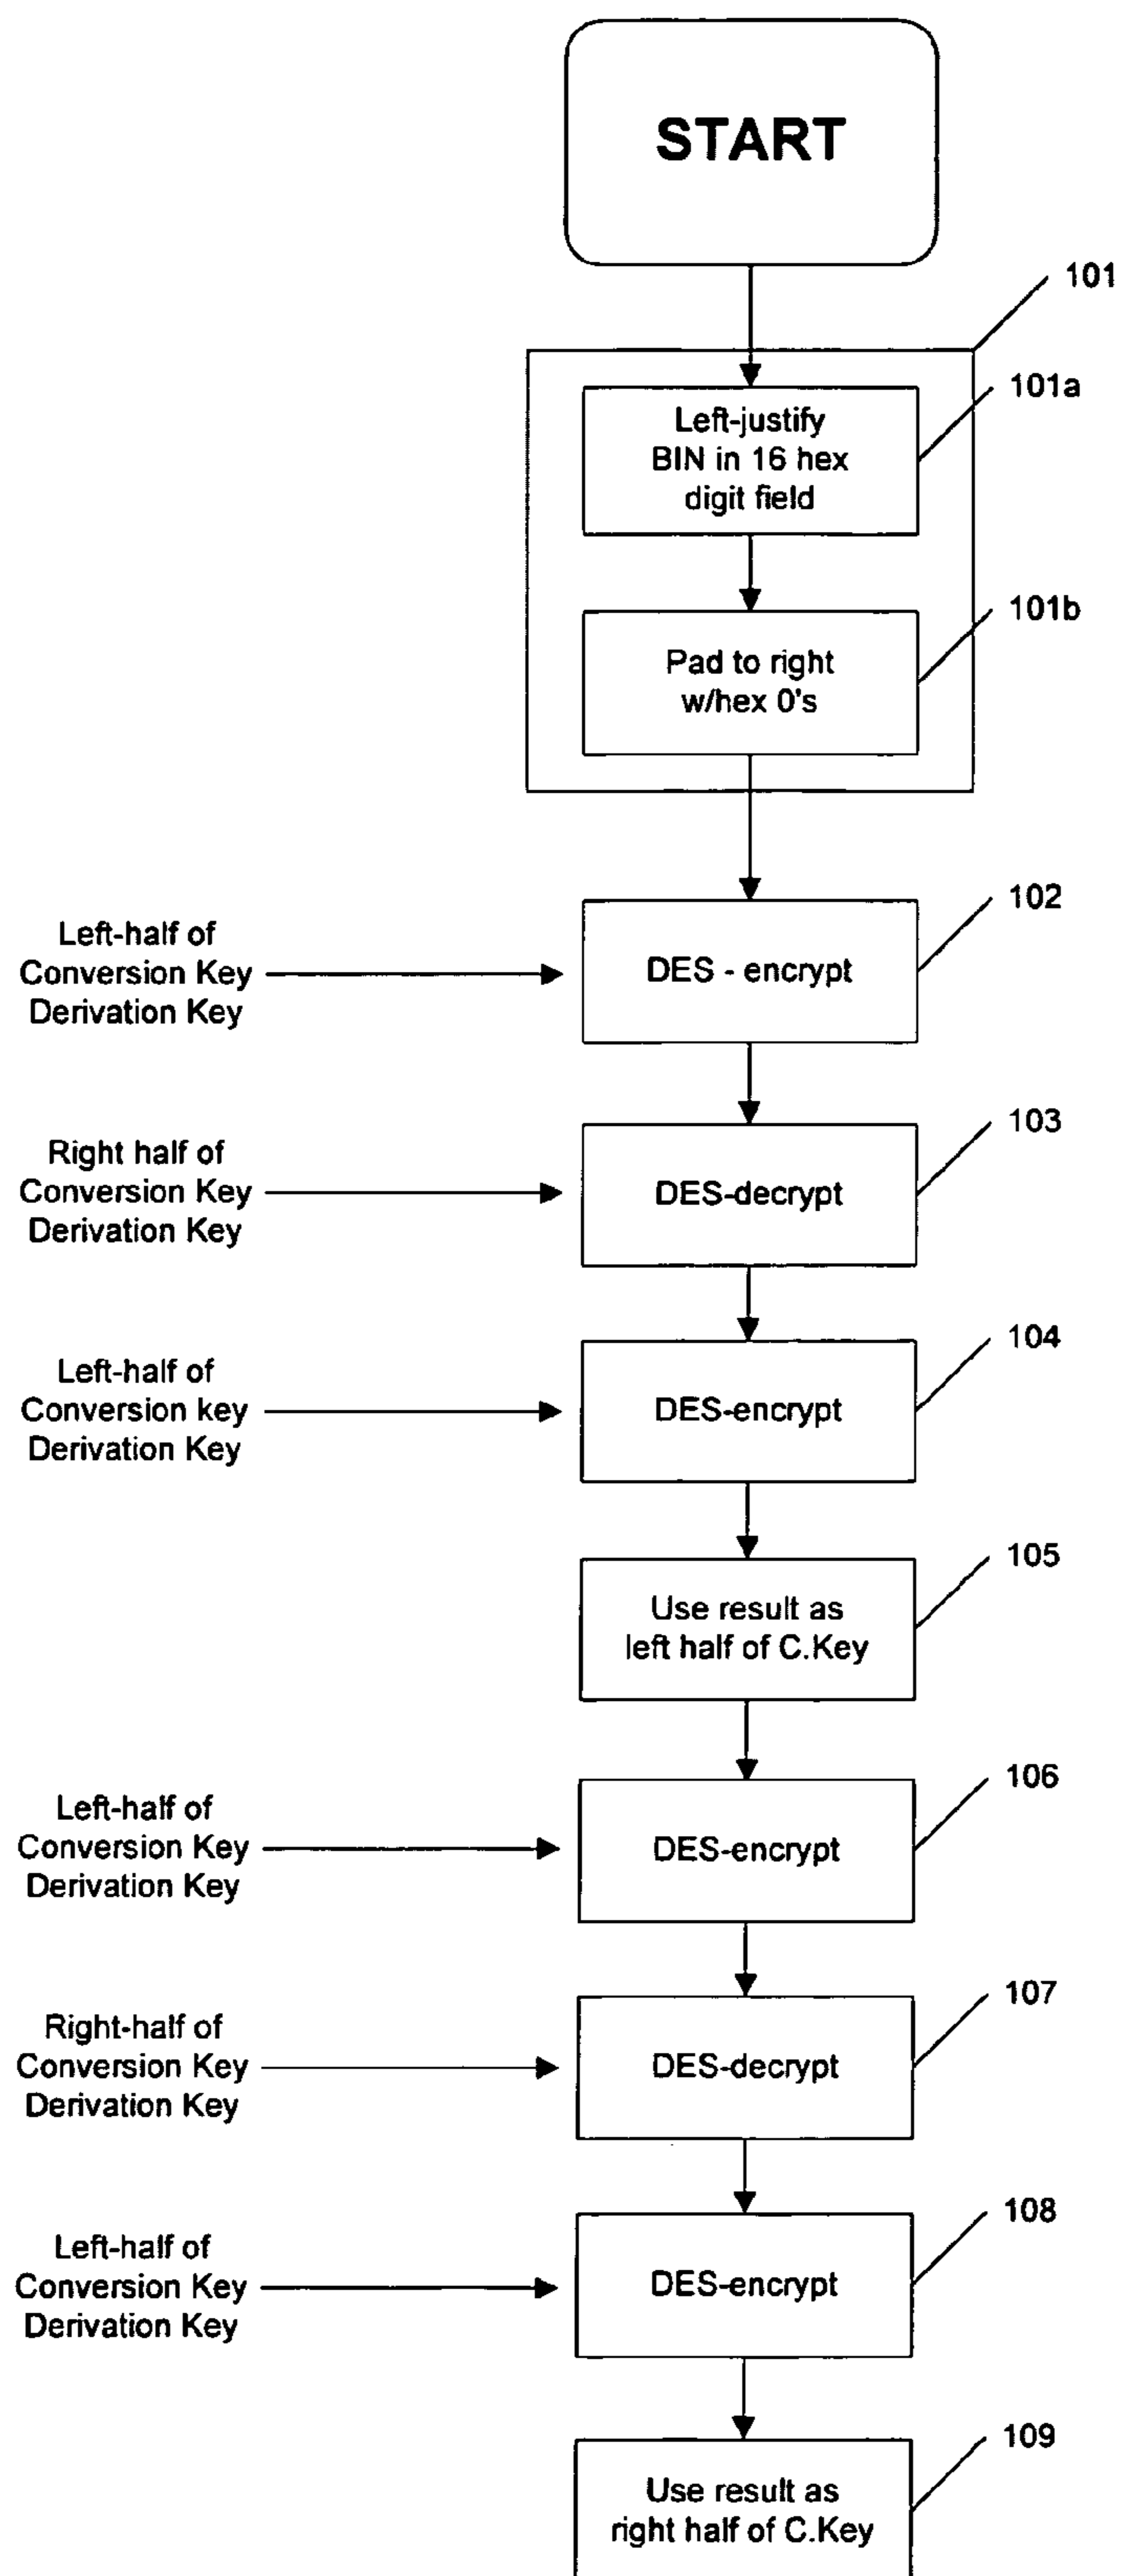 START
101
101a
Left-justify
BIN in 16 hex
digit field
101b
Pad to right
w/hex 0's
102
Left-half of
Conversion Key
Derivation Key
DES - encrypt
103
Right half of
Conversion Key
Derivation Key
DES-decrypt
104
Left-half of
Conversion key
Derivation Key
DES-encrypt
105
Use result as
left half of C.Key
106
Left-half of
Conversion Key
Derivation Key
DES-encrypt
107
Right-half of
Conversion Key
Derivation Key
DES-decrypt
108
Left-half of
Conversion Key
Derivation Key
DES-encrypt
109
Use result as
right half of C.Key